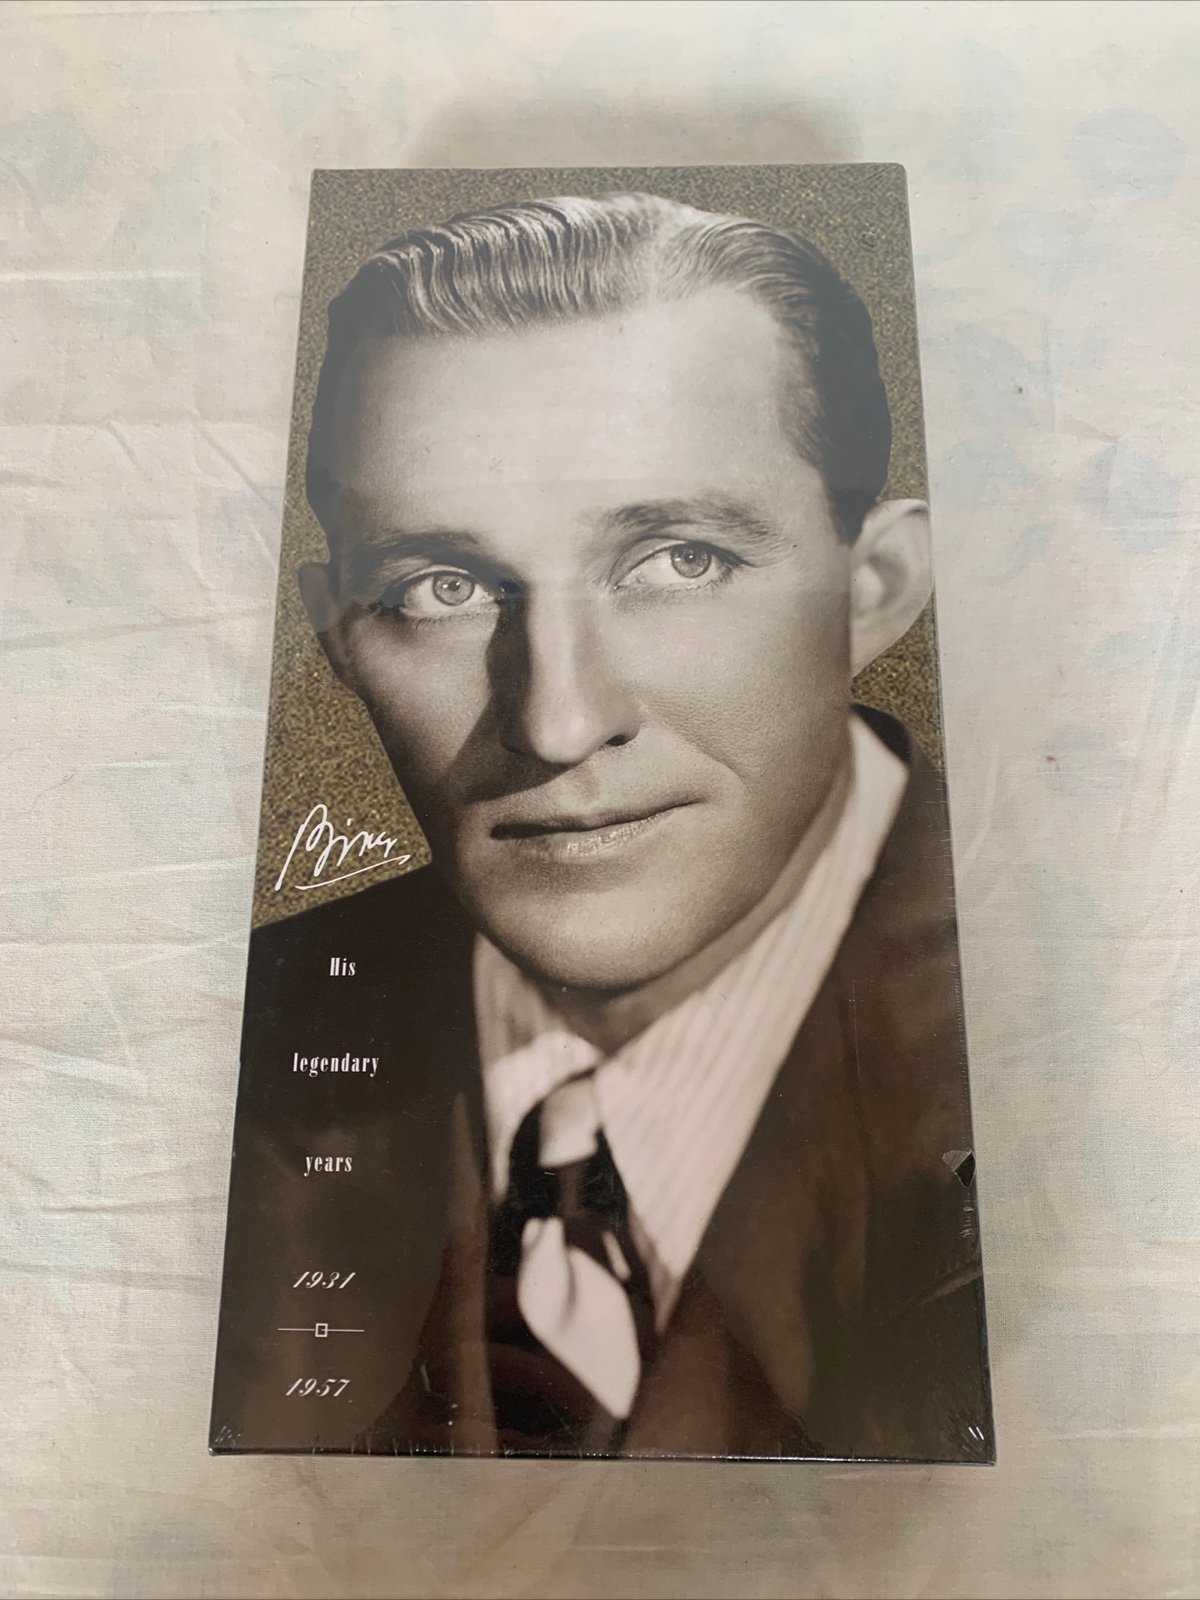 Bing
His
legendary
years
1931
1957